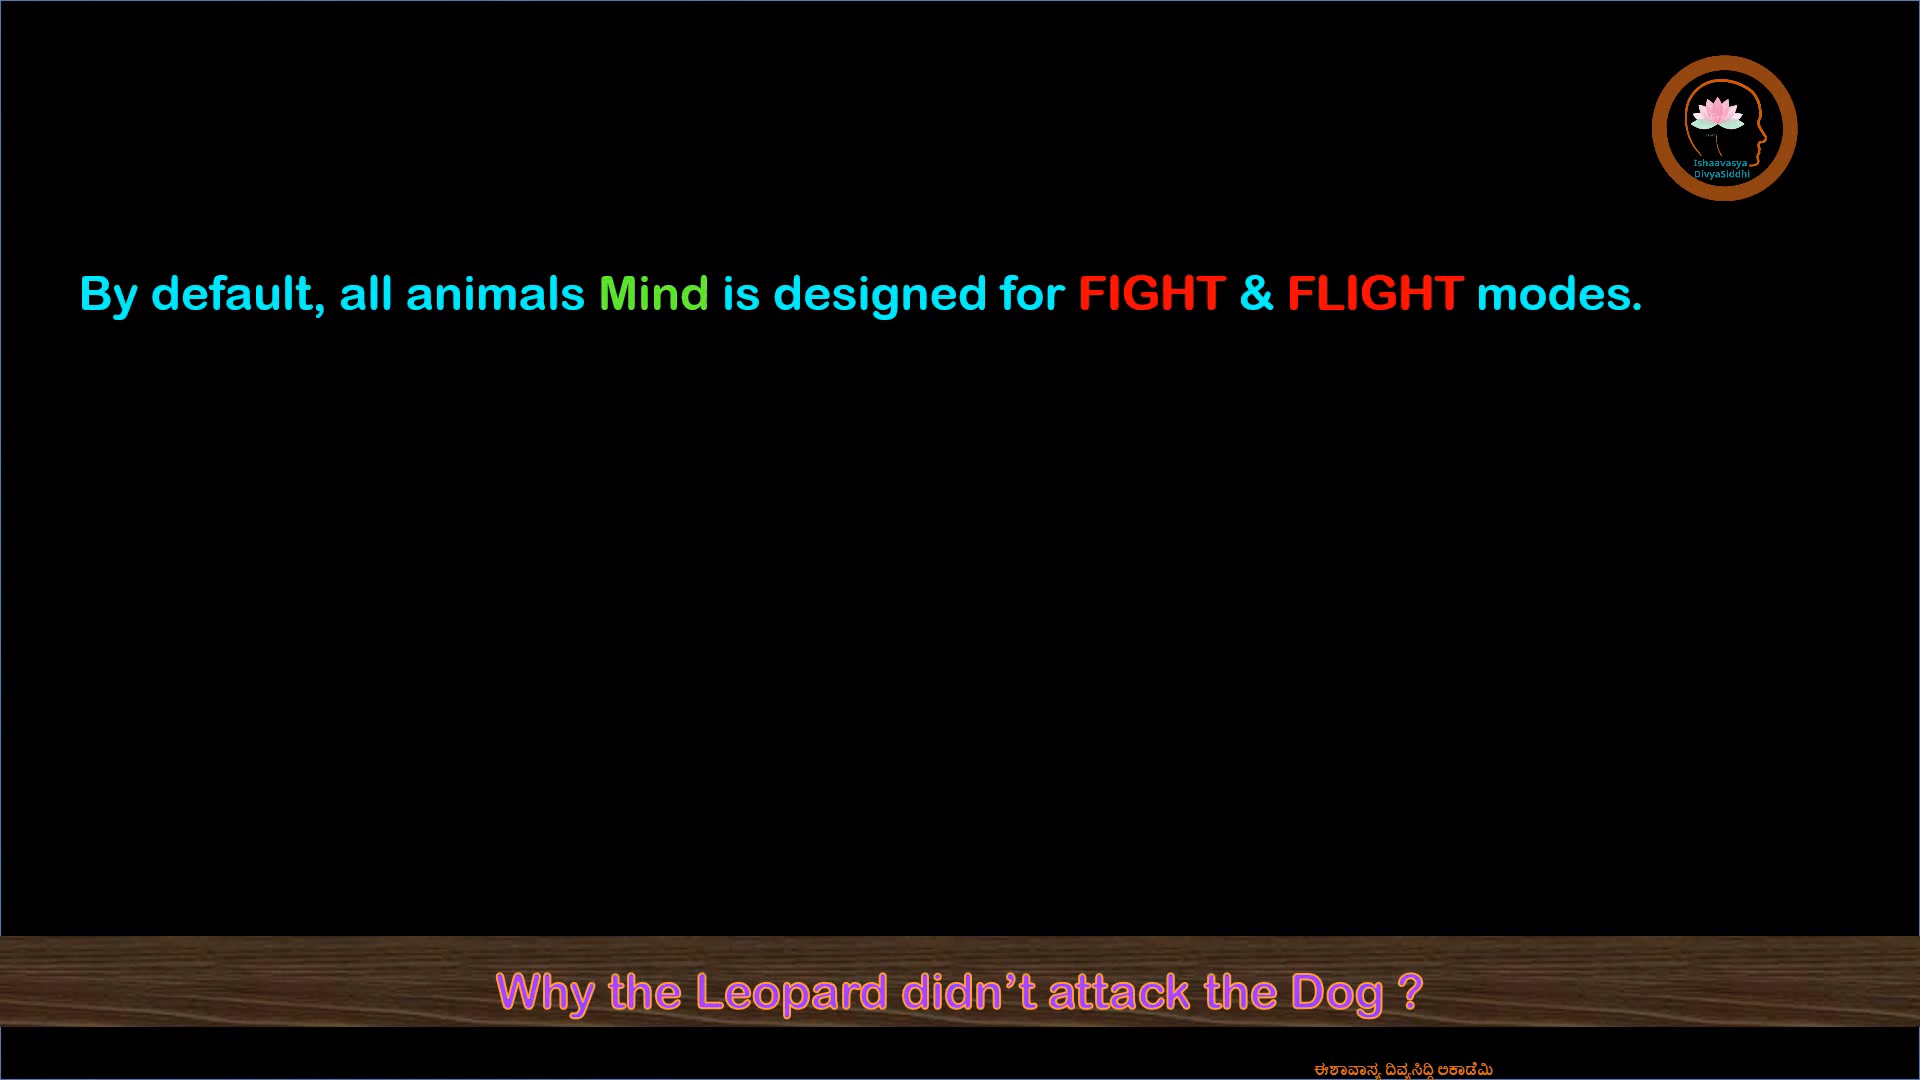 Ishaavasya
DivyaSiddhi
By default, all animals Mind is designed for FIGHT & FLIGHT modes.
Why the Leopard didn’t attack the Dog ?
ಈಶಾವಾಸ್ಯ ದಿವ್ಯಸಿದ್ಧಿ ಅಕಾಡೆಮಿ